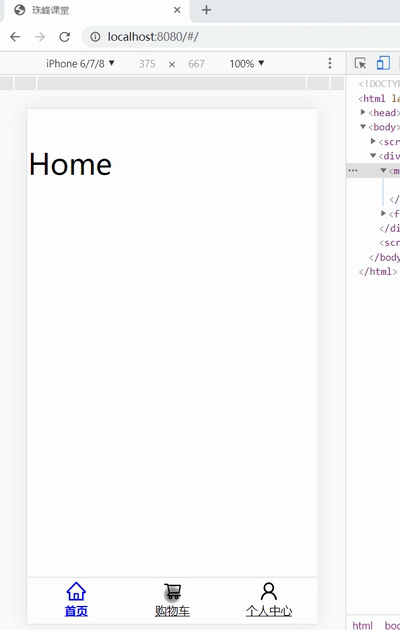 珠峰课堂
localhost:8080/#/
iPhone 6/7/8 ▼ 375 × 667 100% ▼
Home
首页
购物车
个人中心
<!DOCTY
<html la
<head>
<body>
<scr
<div
<m
</
<f
</di
<scr
</body
</html>
html bod